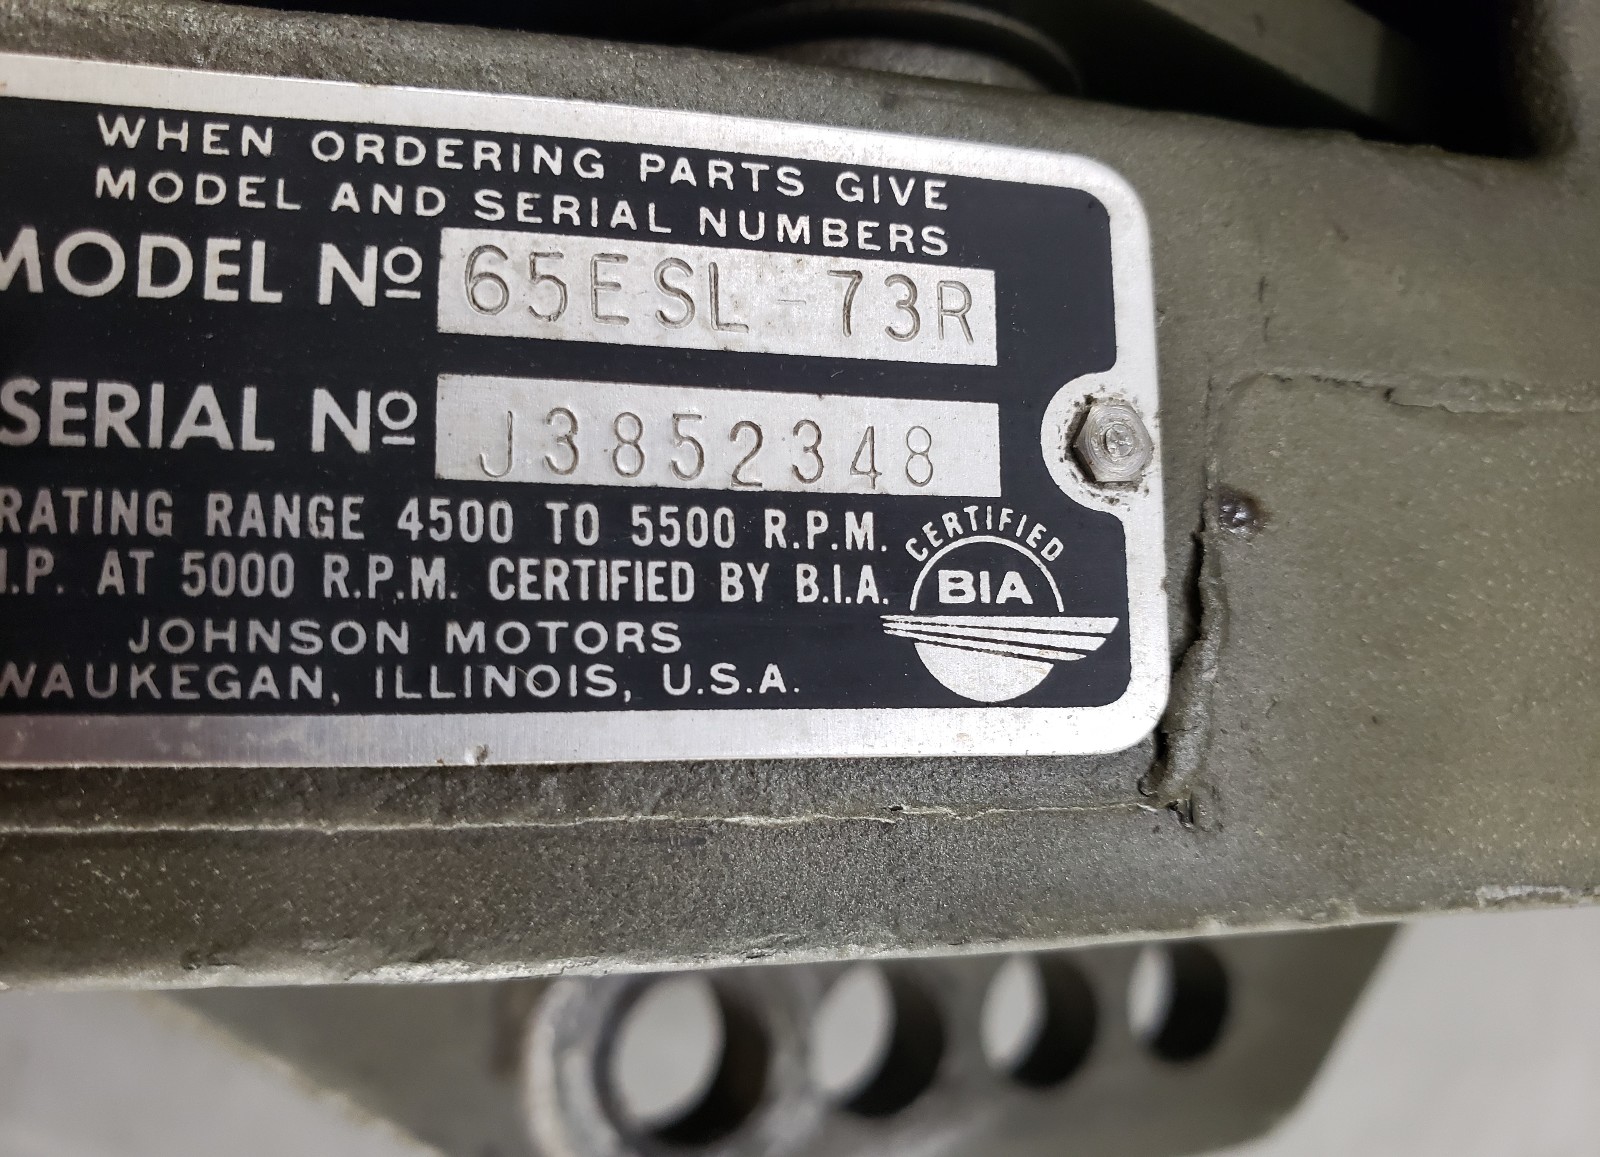 WHEN ORDERING PARTS GIVE
MODEL AND SERIAL NUMBERS
MODEL Nº 65ESL-73R
SERIAL Nº J3852348
RATING RANGE 4500 TO 5500 R.P.M.
.P. AT 5000 R.P.M. CERTIFIED BY B.I.A.
JOHNSON MOTORS
WAUKEGAN, ILLINOIS, U.S.A.
CERTIFIED
BIA